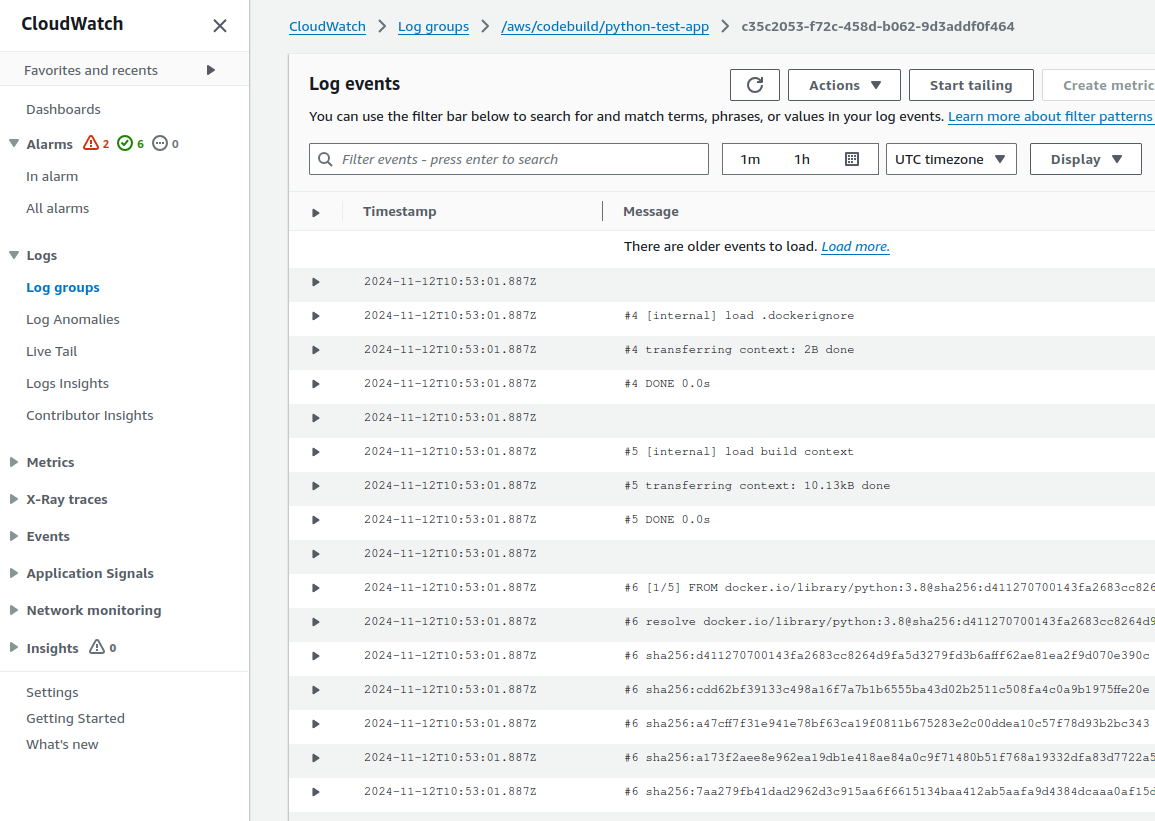 CloudWatch
Favorites and recents
Dashboards
Alarms 2 6 0
In alarm
All alarms
Logs
Log groups
Log Anomalies
Live Tail
Logs Insights
Contributor Insights
Metrics
X-Ray traces
Events
Application Signals
Network monitoring
Insights 0
Settings
Getting Started
What's new
CloudWatch > Log groups > /aws/codebuild/python-test-app > c35c2053-f72c-458d-b062-9d3addf0f464
Log events
Actions
Start tailing
Create metric
You can use the filter bar below to search for and match terms, phrases, or values in your log events. Learn more about filter patterns
Filter events - press enter to search
1m 1h
UTC timezone
Display
Timestamp Message
There are older events to load. Load more.
2024-11-12T10:53:01.887Z
2024-11-12T10:53:01.887Z #4 [internal] load .dockerignore
2024-11-12T10:53:01.887Z #4 transferring context: 2B done
2024-11-12T10:53:01.887Z #4 DONE 0.0s
2024-11-12T10:53:01.887Z
2024-11-12T10:53:01.887Z #5 [internal] load build context
2024-11-12T10:53:01.887Z #5 transferring context: 10.13kB done
2024-11-12T10:53:01.887Z #5 DONE 0.0s
2024-11-12T10:53:01.887Z
2024-11-12T10:53:01.887Z #6 [1/5] FROM docker.io/library/python:3.8@sha256:d411270700143fa2683cc826
2024-11-12T10:53:01.887Z #6 resolve docker.io/library/python:3.8@sha256:d411270700143fa2683cc8264d9
2024-11-12T10:53:01.887Z #6 sha256:d411270700143fa2683cc8264d9fa5d3279fd3b6afff62ae81ea2f9d070e390c
2024-11-12T10:53:01.887Z #6 sha256:cdd62bf39133c498a16f7a7b1b6555ba43d02b2511c508fa4c0a9b1975ffe20e
2024-11-12T10:53:01.887Z #6 sha256:a47cff7f31e941e78bf63ca19f0811b675283e2c00ddea10c57f78d93b2bc343
2024-11-12T10:53:01.887Z #6 sha256:a173f2aee8e962ea19db1e418ae84a0c9f71480b51f768a19332dfa83d7722a5
2024-11-12T10:53:01.887Z #6 sha256:7aa279fb41dad2962d3c915aa6f6615134baa412ab5aafa9d4384dcaaa0af15d